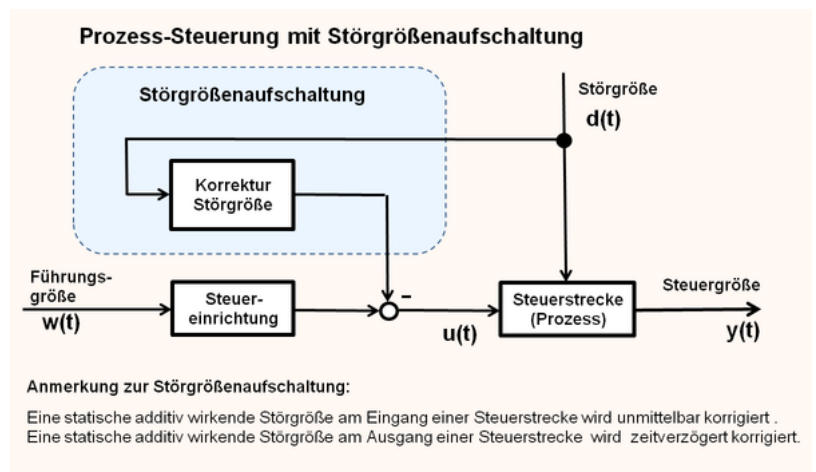 Prozess-Steuerung mit Störgrößenaufschaltung
Störgrößenaufschaltung
Störgröße
d(t)
Korrektur
Störgröße
Führungs-
größe
w(t)
Steuer-
einrichtung
–
u(t)
Steuerstrecke
(Prozess)
Steuergröße
y(t)
Anmerkung zur Störgrößenaufschaltung:
Eine statische additiv wirkende Störgröße am Eingang einer Steuerstrecke wird unmittelbar korrigiert .
Eine statische additiv wirkende Störgröße am Ausgang einer Steuerstrecke wird zeitverzögert korrigiert.